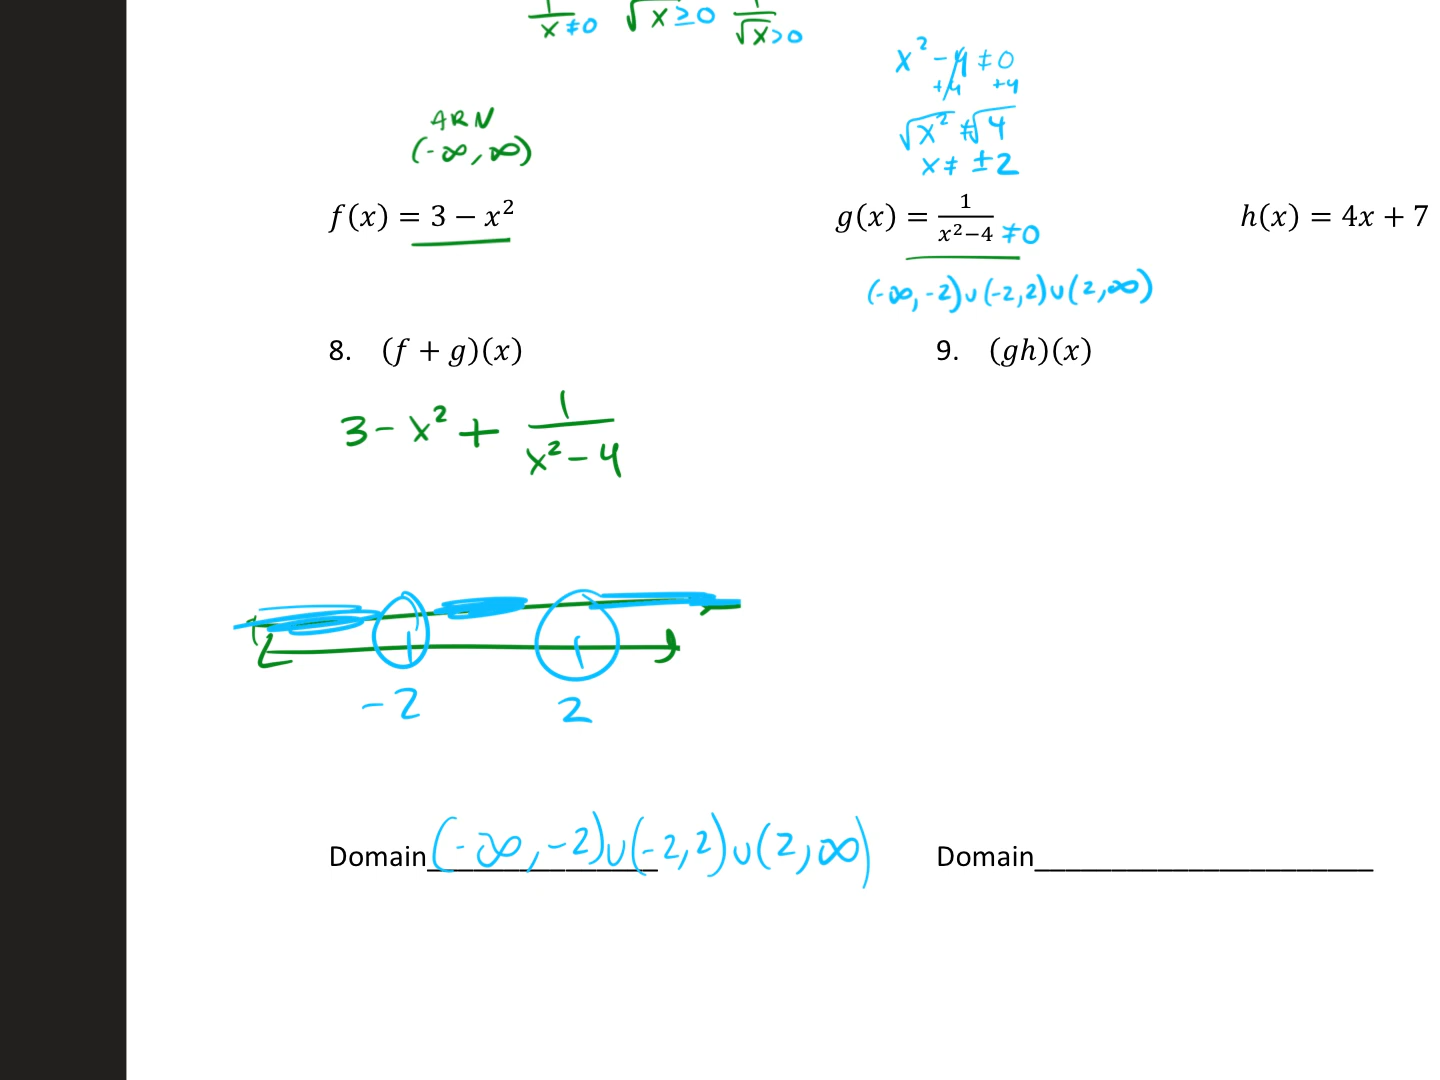 1/x ≠0 √x ≥0 1/√x >0
x² - 4 ≠ 0
+4 +4
√x² ≠ √4
x ≠ ±2
ARN
(-∞, ∞)
f(x) = 3 − x² g(x) = 1/(x²−4) ≠0 h(x) = 4x + 7
(-∞, -2) ∪ (-2, 2) ∪ (2, ∞)
8. (f + g)(x) 9. (gh)(x)
3 - x² + 1/(x² - 4)
-2 2
Domain (-∞, -2) ∪ (-2, 2) ∪ (2, ∞) Domain